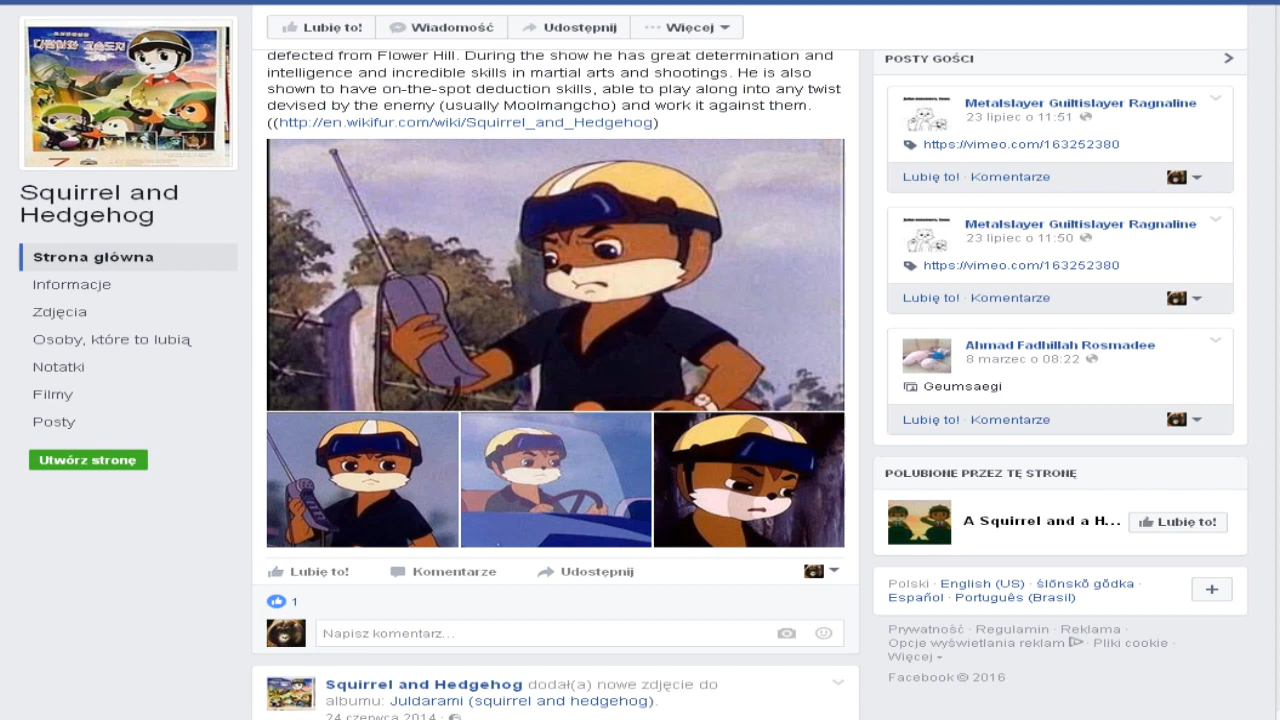 Squirrel and
Hedgehog
Strona główna
Informacje
Zdjęcia
Osoby, które to lubią
Notatki
Filmy
Posty
Utwórz stronę
Lubię to!
Wiadomość
Udostępnij
Więcej
defected from Flower Hill. During the show he has great determination and
intelligence and incredible skills in martial arts and shootings. He is also
shown to have on-the-spot deduction skills, able to play along into any twist
devised by the enemy (usually Moolmangcho) and work it against them.
((http://en.wikifur.com/wiki/Squirrel_and_Hedgehog)
Lubię to! Komentarze Udostępnij
1
Napisz komentarz...
Squirrel and Hedgehog dodał(a) nowe zdjęcie do
albumu: Juldarami (squirrel and hedgehog).
24 czerwca 2014 ·
POSTY GOŚCI
Metalslayer Guiltislayer Ragnaline
23 lipiec o 11:51
https://vimeo.com/163252380
Lubię to! · Komentarze
Metalslayer Guiltislayer Ragnaline
23 lipiec o 11:50
https://vimeo.com/163252380
Lubię to! · Komentarze
Ahmad Fadhillah Rosmadee
8 marzec o 08:22
Geumsaegi
Lubię to! · Komentarze
POLUBIONE PRZEZ TĘ STRONĘ
A Squirrel and a H...
Lubię to!
Polski · English (US) · ślōnskŏ gŏdka ·
Español · Português (Brasil)
Prywatność · Regulamin · Reklama ·
Opcje wyświetlania reklam · Pliki cookie ·
Więcej
Facebook © 2016